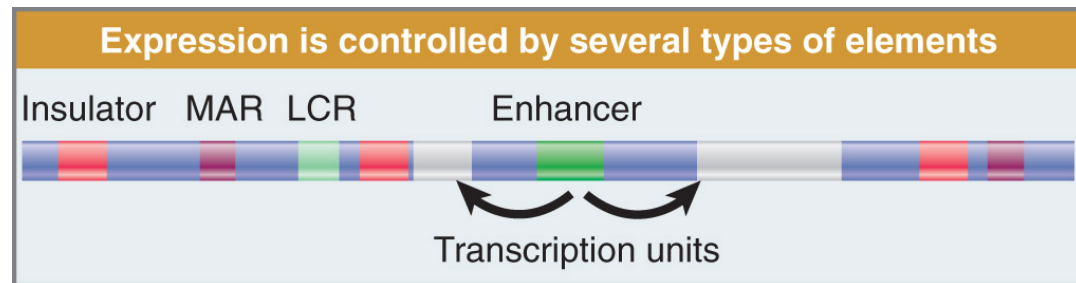 Expression is controlled by several types of elements
Insulator MAR LCR Enhancer
Transcription units